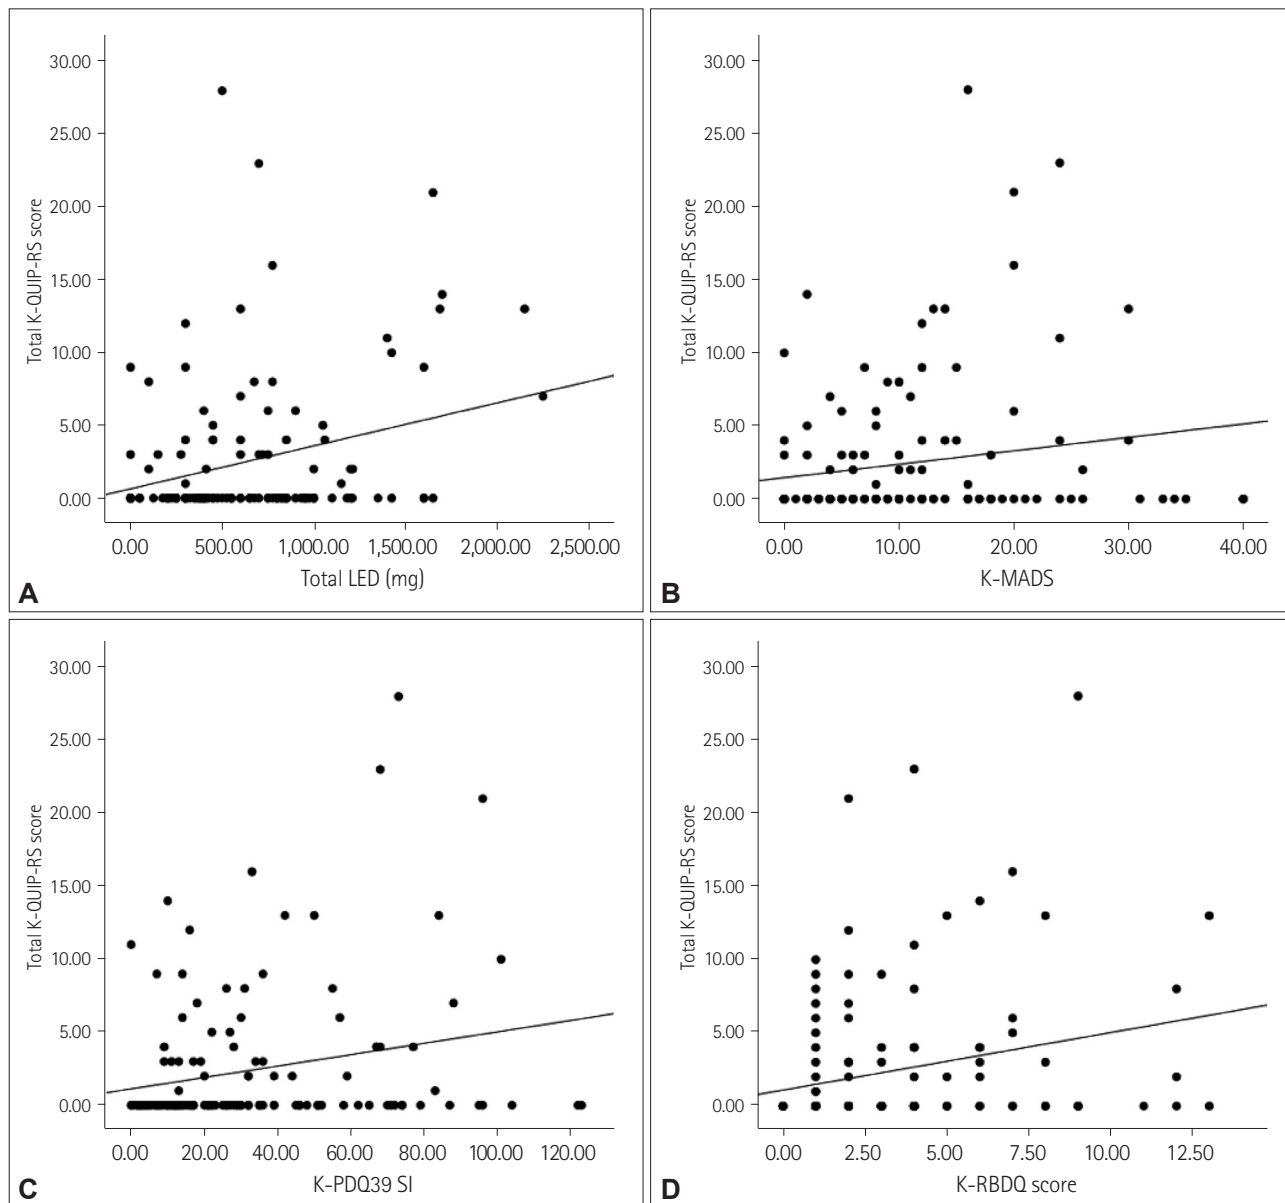 30.00
25.00
20.00
15.00
10.00
5.00
0.00
Total K-QUIP-RS score
0.00 500.00 1,000.00 1,500.00 2,000.00 2,500.00
Total LED (mg)
A
30.00
25.00
20.00
15.00
10.00
5.00
0.00
Total K-QUIP-RS score
0.00 10.00 20.00 30.00 40.00
K-MADS
B
30.00
25.00
20.00
15.00
10.00
5.00
0.00
Total K-QUIP-RS score
0.00 20.00 40.00 60.00 80.00 100.00 120.00
K-PDQ39 SI
C
30.00
25.00
20.00
15.00
10.00
5.00
0.00
Total K-QUIP-RS score
0.00 2.50 5.00 7.50 10.00 12.50
K-RBDQ score
D